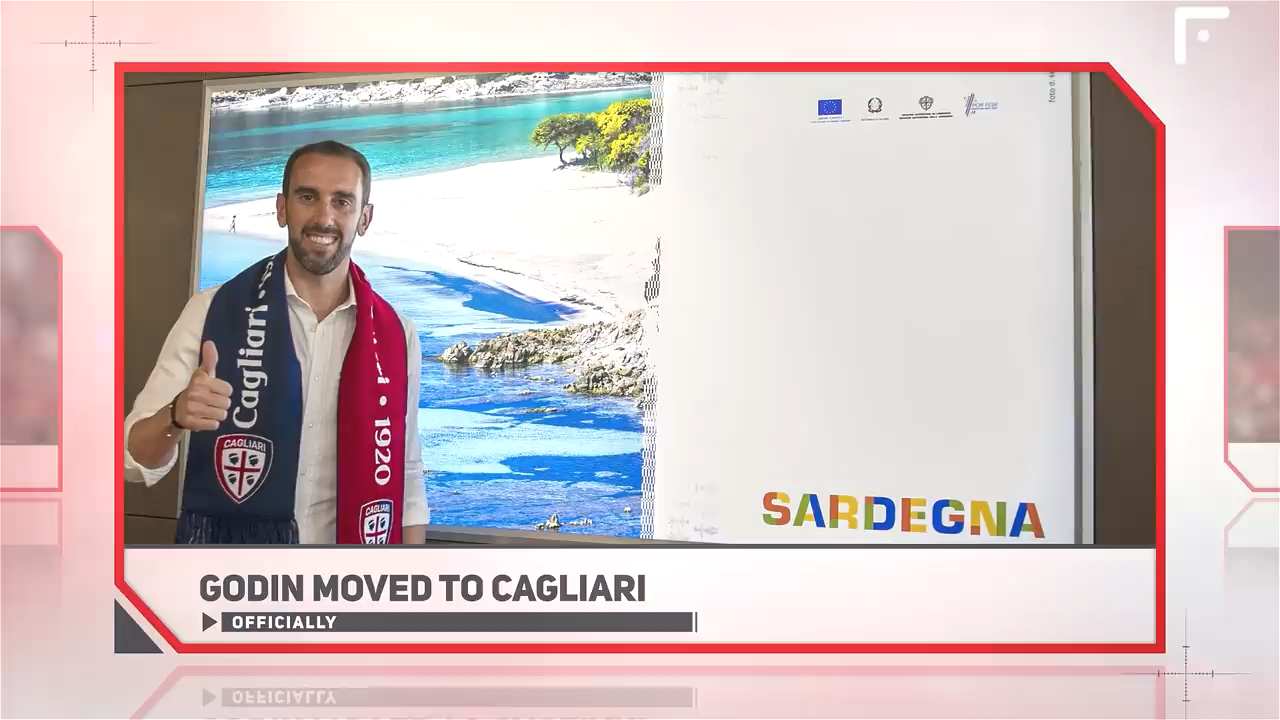 Cagliari
CAGLIARI
1920
CAGLIARI
SARDEGNA
GODIN MOVED TO CAGLIARI
OFFICIALLY